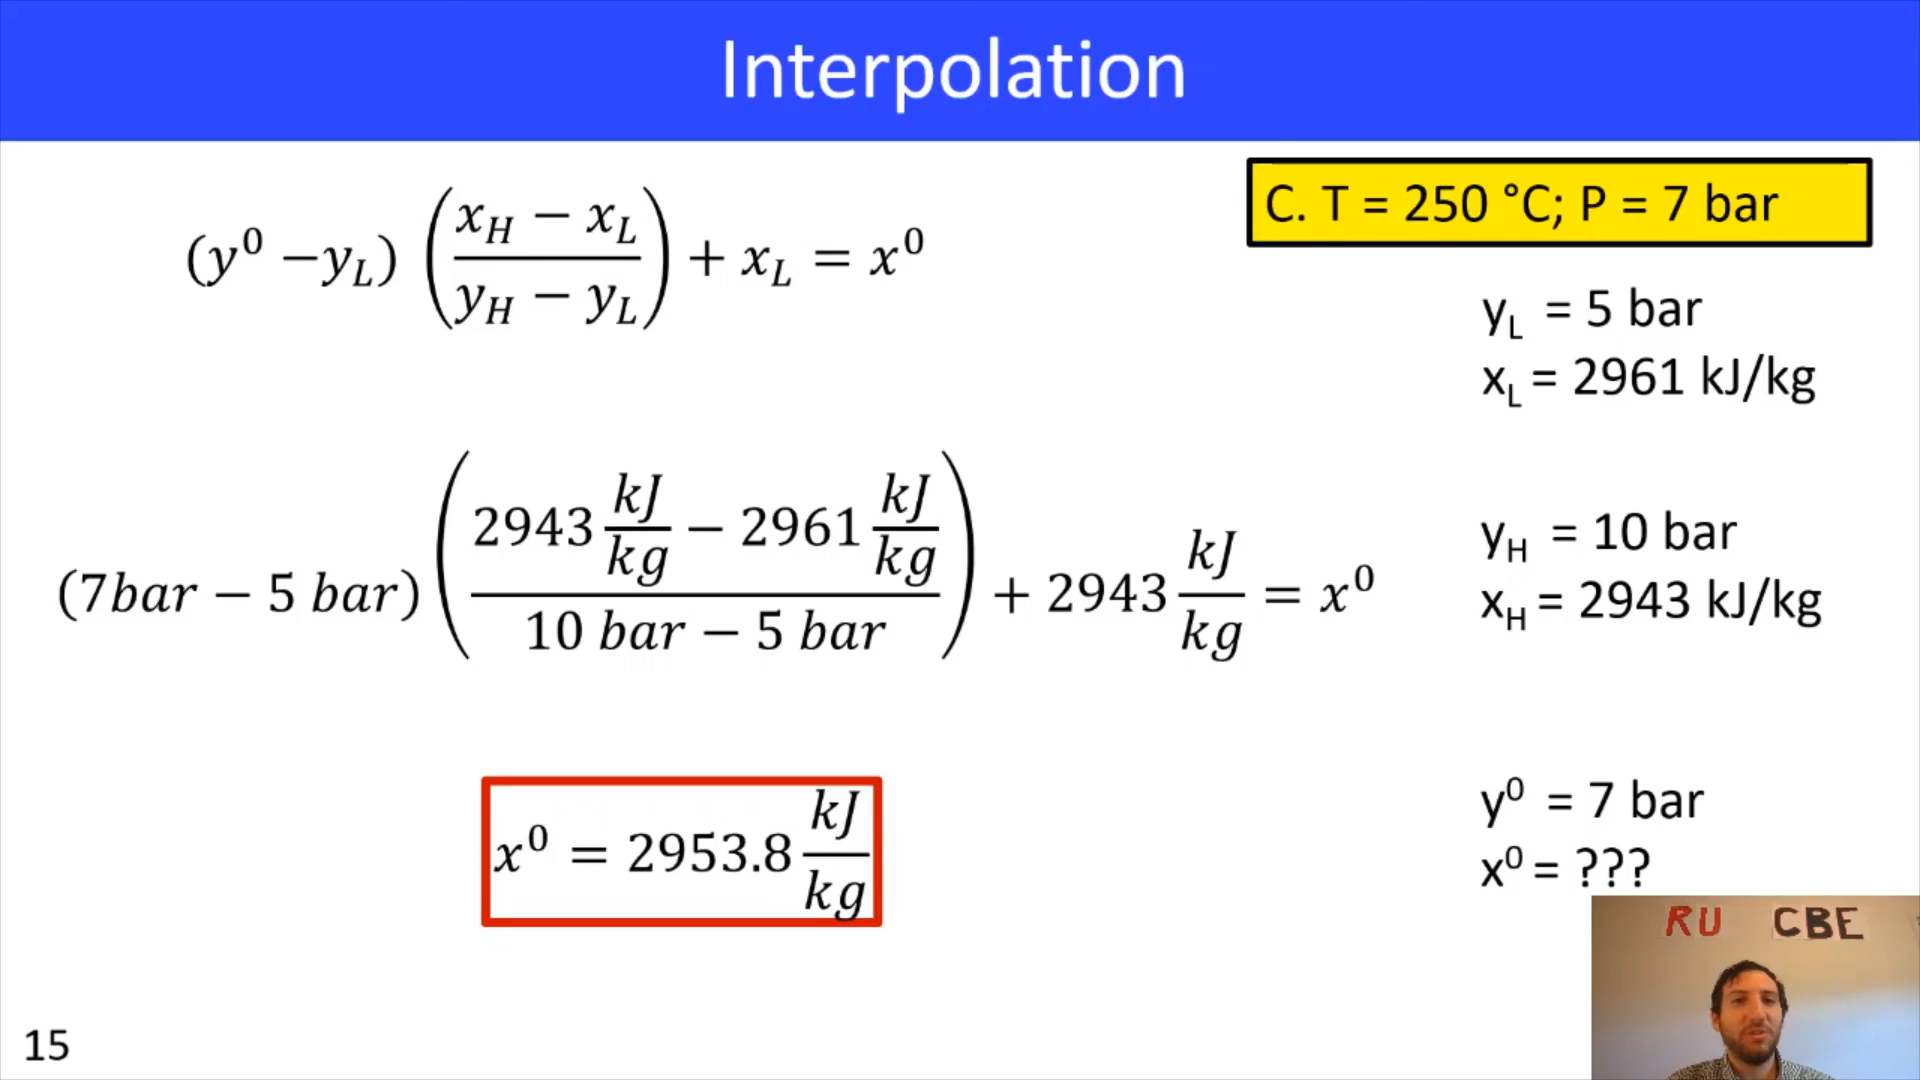 Interpolation
C. T = 250 °C; P = 7 bar
(y⁰ −y_L) ((x_H − x_L)/(y_H − y_L)) + x_L = x⁰
y_L = 5 bar
x_L = 2961 kJ/kg
(7bar − 5 bar) ((2943 kJ/kg − 2961 kJ/kg)/(10 bar − 5 bar)) + 2943 kJ/kg = x⁰
y_H = 10 bar
x_H = 2943 kJ/kg
x⁰ = 2953.8 kJ/kg
y⁰ = 7 bar
x⁰ = ???
RU CBE
15